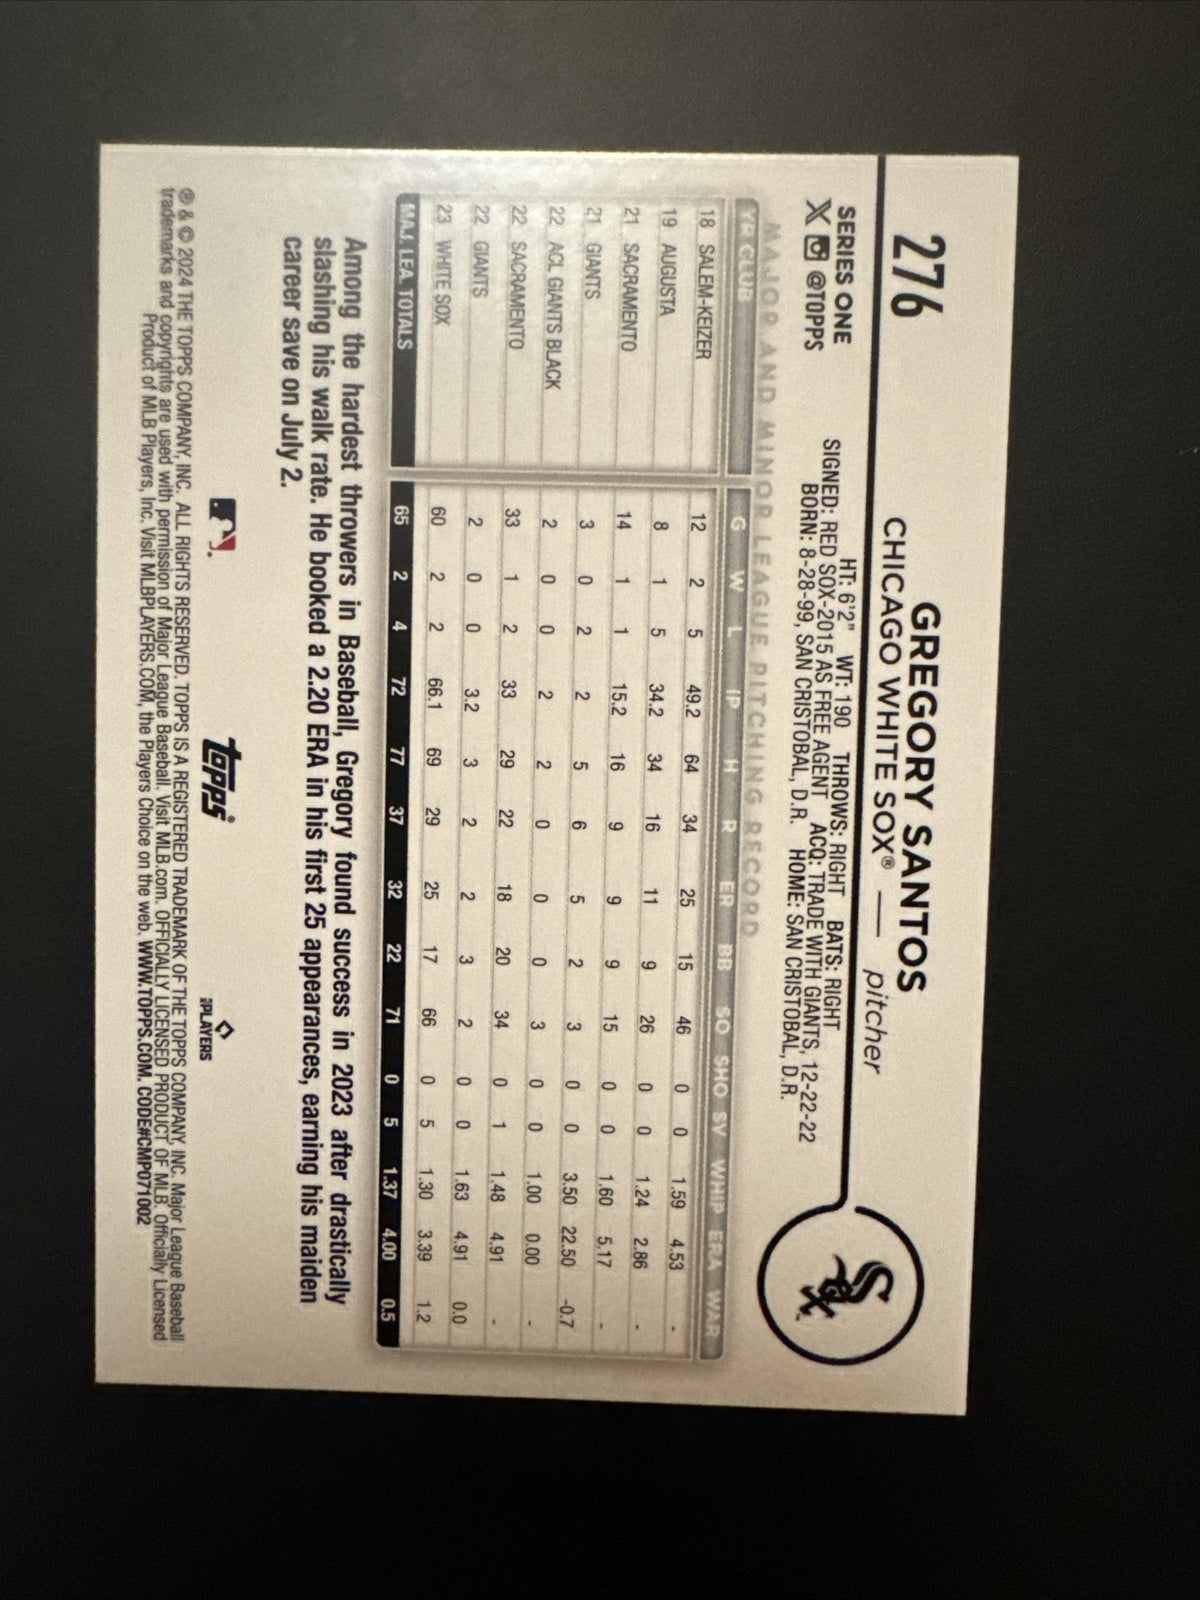 276
GREGORY SANTOS
CHICAGO WHITE SOX® — pitcher
SERIES ONE
X @TOPPS
HT: 6'2" WT: 190 THROWS: RIGHT BATS: RIGHT
SIGNED: RED SOX-2015 AS FREE AGENT ACQ: TRADE WITH GIANTS, 12-22-22
BORN: 8-28-99, SAN CRISTOBAL, D.R. HOME: SAN CRISTOBAL, D.R.
Sox
MAJOR AND MINOR LEAGUE PITCHING RECORD
YR CLUB G W L IP H R ER BB SO SHO SV WHIP ERA WAR
18 SALEM-KEIZER 12 2 5 49.2 64 34 25 15 46 0 0 1.59 4.53 -
19 AUGUSTA 8 1 5 34.2 34 16 11 9 26 0 0 1.24 2.86 -
21 SACRAMENTO 14 1 1 15.2 16 9 9 9 15 0 0 1.60 5.17 -
21 GIANTS 3 0 2 2 5 6 5 2 3 0 0 3.50 22.50 -0.7
22 ACL GIANTS BLACK 2 0 0 2 2 0 0 0 3 0 0 1.00 0.00 -
22 SACRAMENTO 33 1 2 33 29 22 18 20 34 0 1 1.48 4.91 -
22 GIANTS 2 0 0 3.2 3 2 2 3 2 0 0 1.63 4.91 0.0
23 WHITE SOX 60 2 2 66.1 69 29 25 17 66 0 5 1.30 3.39 1.2
MAJ. LEA. TOTALS 65 2 4 72 77 37 32 22 71 0 5 1.37 4.00 0.5
Among the hardest throwers in Baseball, Gregory found success in 2023 after drastically
slashing his walk rate. He booked a 2.20 ERA in his first 25 appearances, earning his maiden
career save on July 2.
topps®
PLAYERS
® & © 2024 THE TOPPS COMPANY, INC. ALL RIGHTS RESERVED. TOPPS IS A REGISTERED TRADEMARK OF THE TOPPS COMPANY, INC. Major League Baseball
trademarks and copyrights are used with permission of Major League Baseball. Visit MLB.com. OFFICIALLY LICENSED PRODUCT OF MLB. Officially Licensed
Product of MLB Players, Inc. Visit MLBPLAYERS.COM, the Players Choice on the web. WWW.TOPPS.COM. CODE#CMP071002